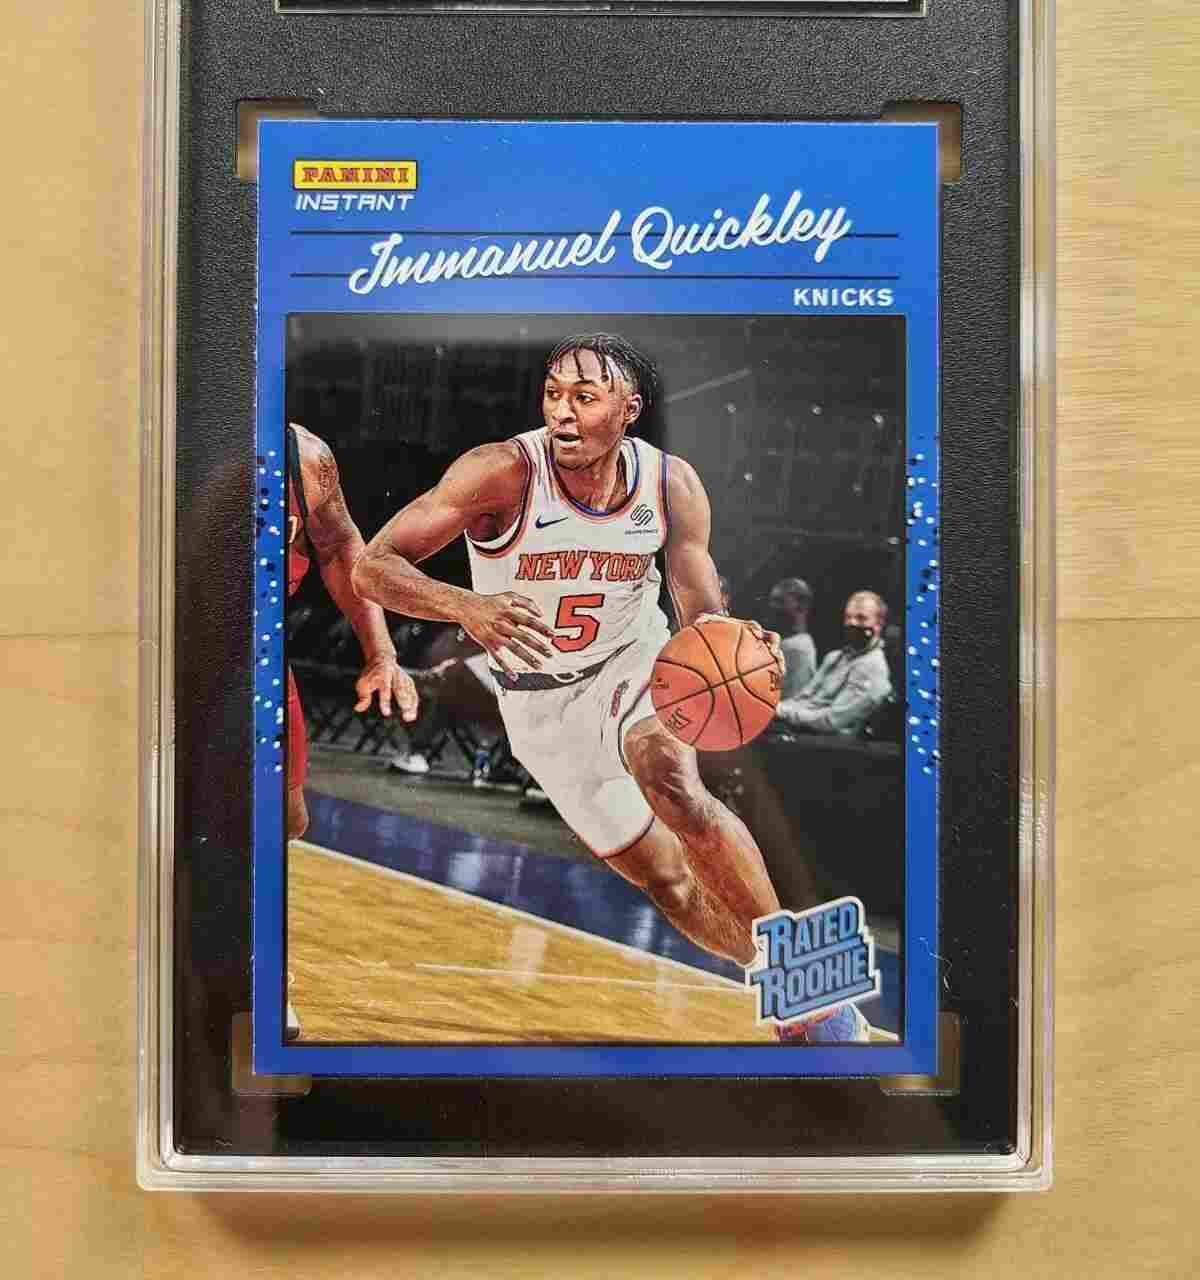 PANINI
INSTANT
Immanuel Quickley
KNICKS
NEW YORK
5
RATED
ROOKIE